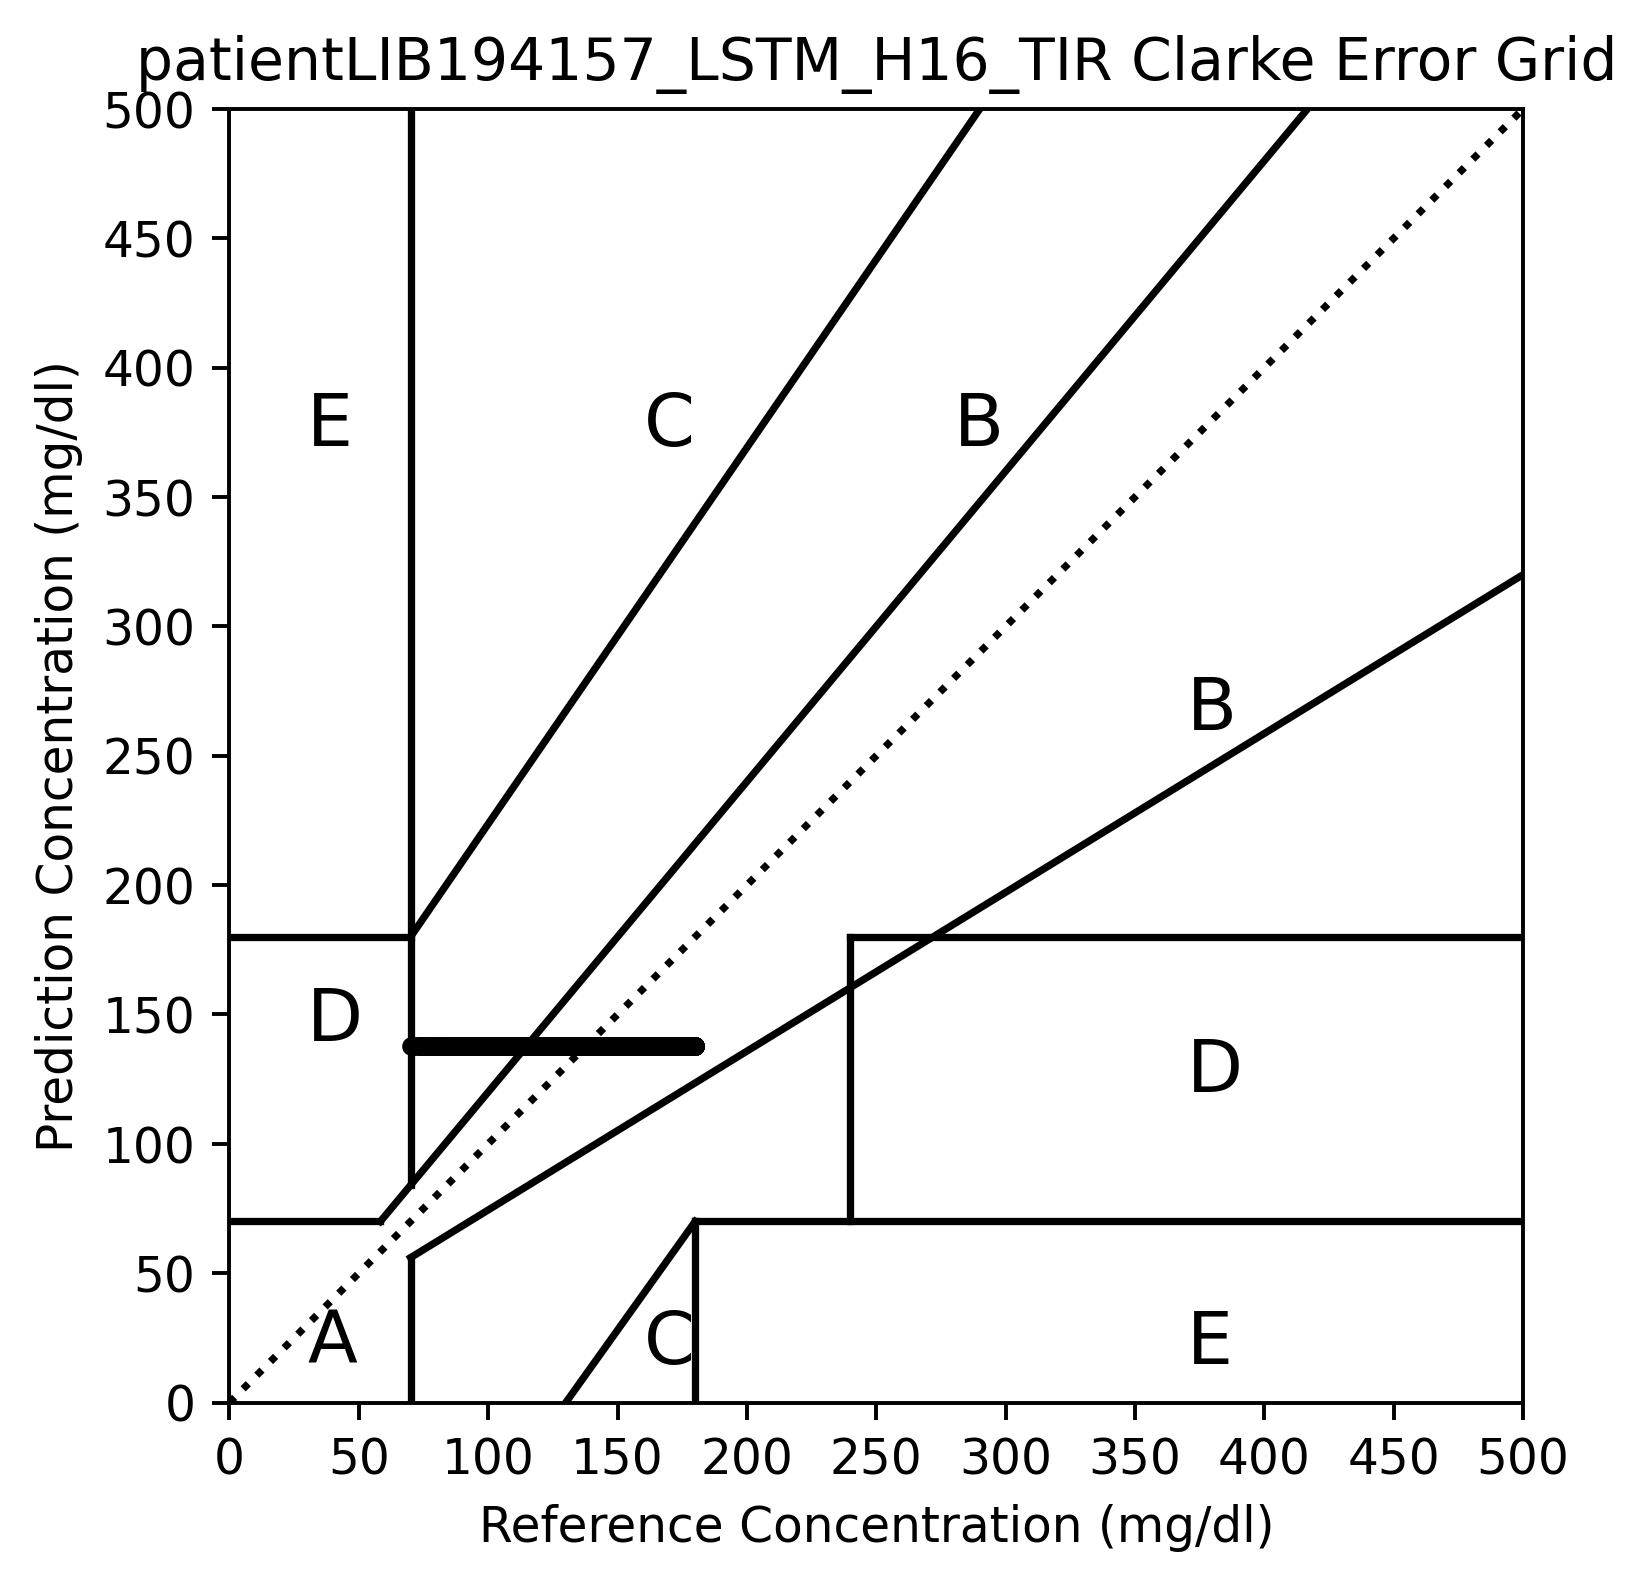 patientLIB194157_LSTM_H16_TIR Clarke Error Grid
500
450
400
350
300
250
200
150
100
50
0
Prediction Concentration (mg/dl)
E
C
B
B
D
D
A
C
E
0 50 100 150 200 250 300 350 400 450 500
Reference Concentration (mg/dl)